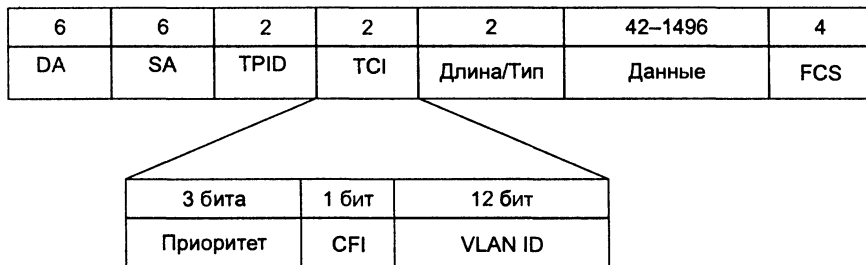 6 6 2 2 2 42–1496 4
DA SA TPID TCI Длина/Тип Данные FCS
3 бита 1 бит 12 бит
Приоритет CFI VLAN ID